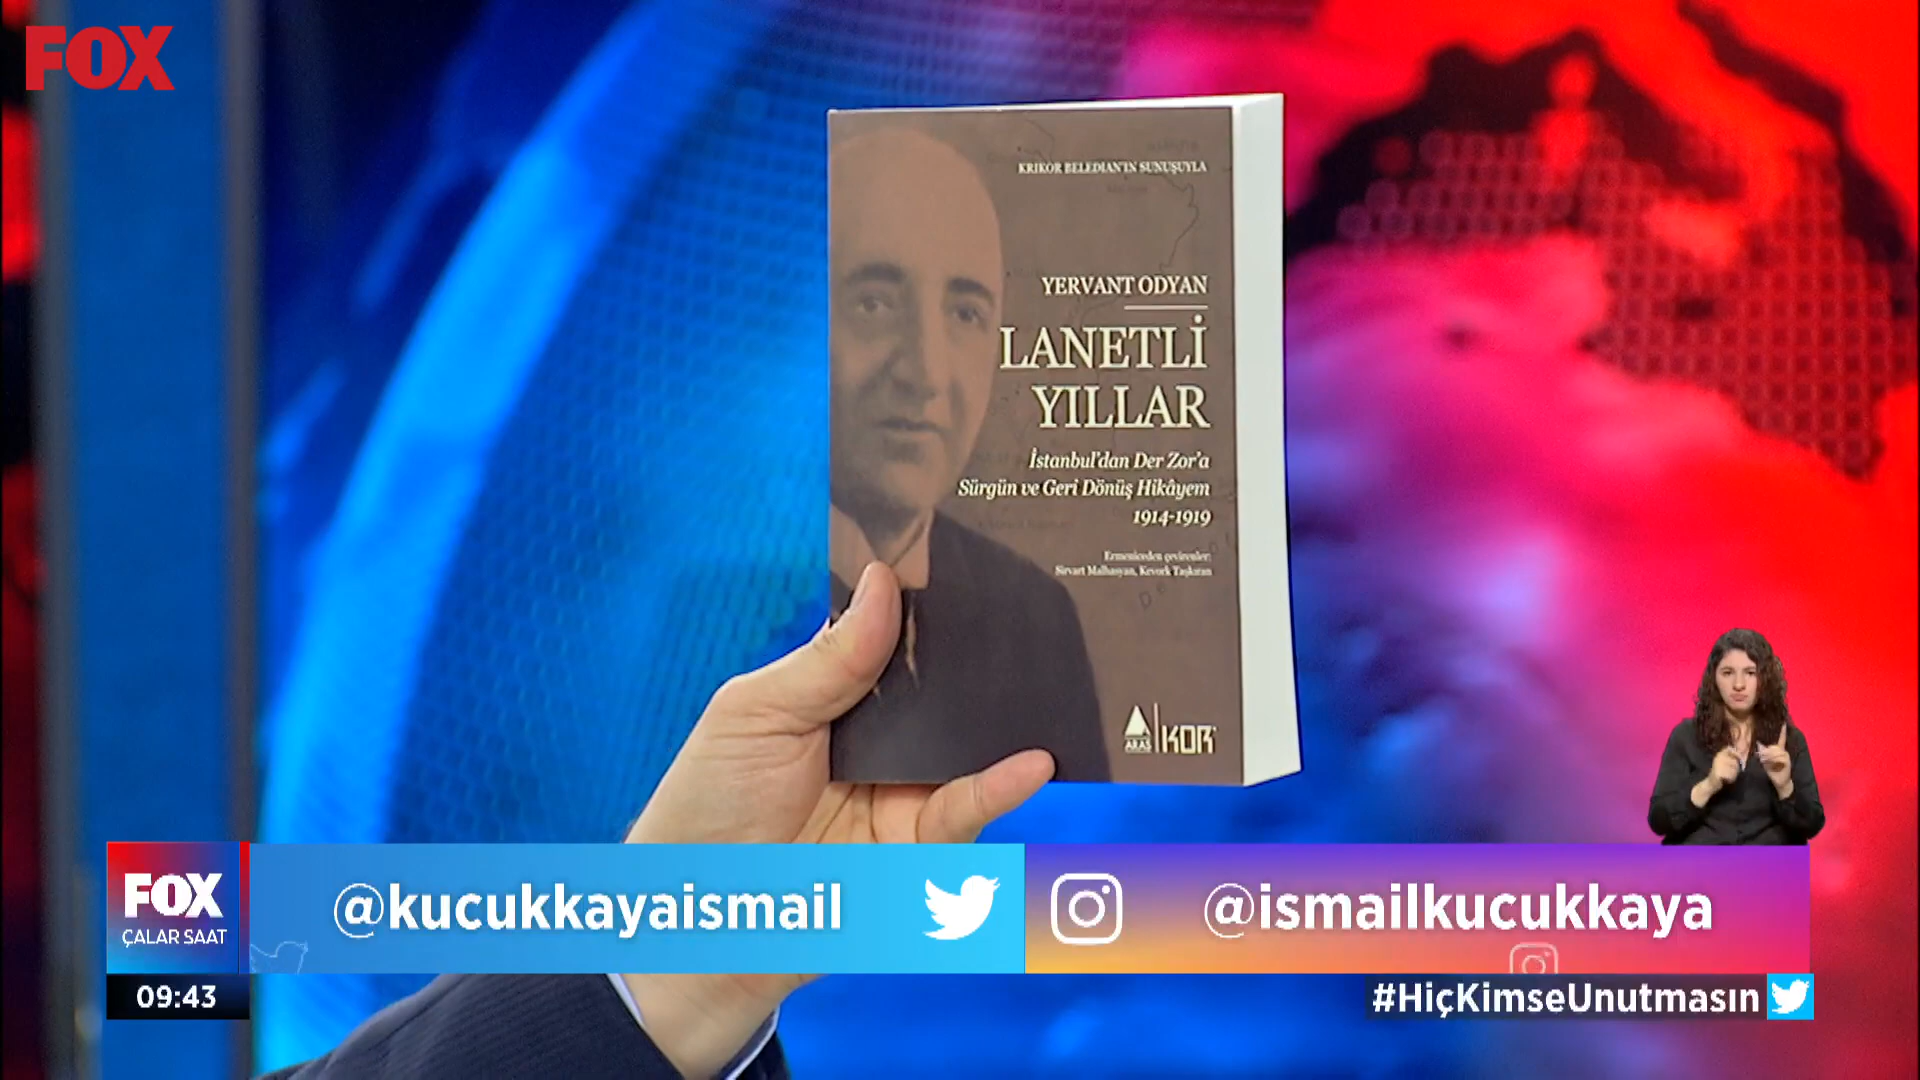 FOX
KRIKOR BELEDIAN'IN SUNUŞUYLA
YERVANT ODYAN
LANETLİ
YILLAR
İstanbul'dan Der Zor'a
Sürgün ve Geri Dönüş Hikâyem
1914-1919
Ermeniceden çevirenler:
Sirvart Malhasyan, Kevork Taşkıran
ARAS
KOR
FOX
ÇALAR SAAT
@kucukkayaismail
@ismailkucukkaya
09:43
#HiçKimseUnutmasın